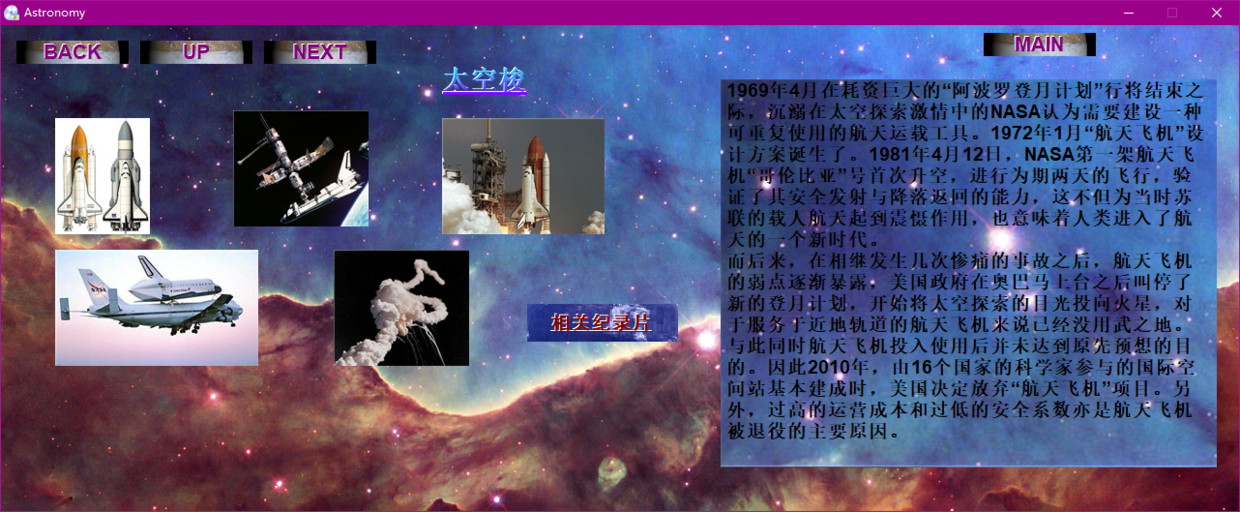 Astronomy
BACK
UP
NEXT
MAIN
太空梭
1969年4月在耗资巨大的“阿波罗登月计划”行将结束之
际，沉溺在太空探索激情中的NASA认为需要建设一种
可重复使用的航天运载工具。1972年1月“航天飞机”设
计方案诞生了。1981年4月12日，NASA第一架航天飞
机“哥伦比亚”号首次升空，进行为期两天的飞行，验
证了其安全发射与降落返回的能力，这不但为当时苏
联的载人航天起到震慑作用，也意味着人类进入了航
天的一个新时代。
而后来，在相继发生几次惨痛的事故之后，航天飞机
的弱点逐渐暴露，美国政府在奥巴马上台之后叫停了
新的登月计划，开始将太空探索的目光投向火星，对
于服务于近地轨道的航天飞机来说已经没用武之地。
与此同时航天飞机投入使用后并未达到原先预想的目
的。因此2010年，由16个国家的科学家参与的国际空
间站基本建成时，美国决定放弃“航天飞机”项目。另
外，过高的运营成本和过低的安全系数亦是航天飞机
被退役的主要原因。
NASA
相关纪录片